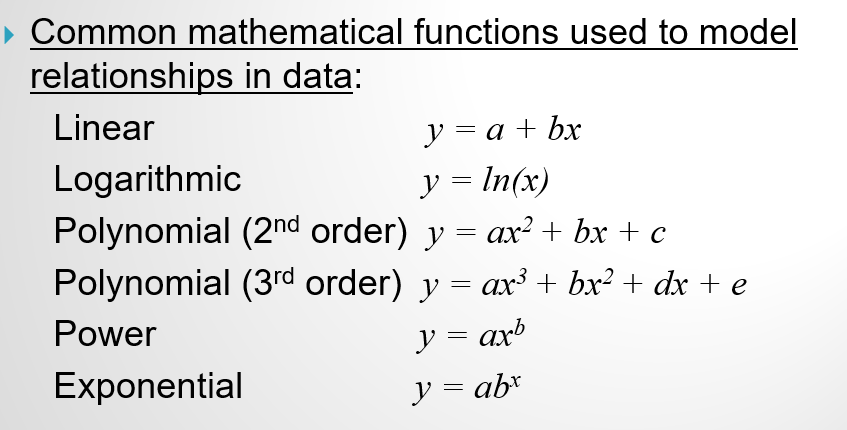 Common mathematical functions used to model
relationships in data:
Linear y = a + bx
Logarithmic y = ln(x)
Polynomial (2nd order) y = ax² + bx + c
Polynomial (3rd order) y = ax³ + bx² + dx + e
Power y = axᵇ
Exponential y = abˣ